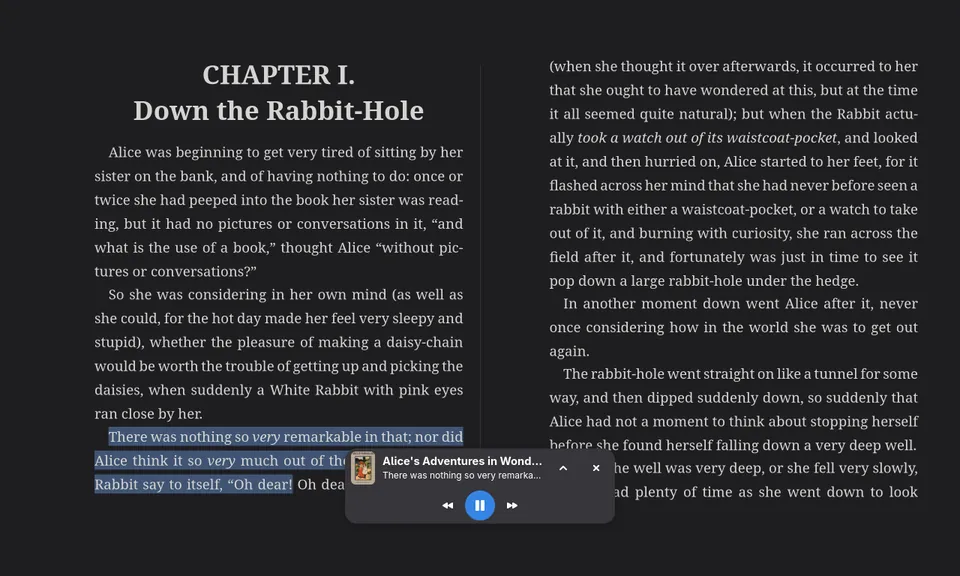 CHAPTER I.
Down the Rabbit-Hole
Alice was beginning to get very tired of sitting by her
sister on the bank, and of having nothing to do: once or
twice she had peeped into the book her sister was read-
ing, but it had no pictures or conversations in it, “and
what is the use of a book,” thought Alice “without pic-
tures or conversations?”
So she was considering in her own mind (as well as
she could, for the hot day made her feel very sleepy and
stupid), whether the pleasure of making a daisy-chain
would be worth the trouble of getting up and picking the
daisies, when suddenly a White Rabbit with pink eyes
ran close by her.
There was nothing so very remarkable in that; nor did
Alice think it so very much out of the
Rabbit say to itself, “Oh dear! Oh dea
(when she thought it over afterwards, it occurred to her
that she ought to have wondered at this, but at the time
it all seemed quite natural); but when the Rabbit actu-
ally took a watch out of its waistcoat-pocket, and looked
at it, and then hurried on, Alice started to her feet, for it
flashed across her mind that she had never before seen a
rabbit with either a waistcoat-pocket, or a watch to take
out of it, and burning with curiosity, she ran across the
field after it, and fortunately was just in time to see it
pop down a large rabbit-hole under the hedge.
In another moment down went Alice after it, never
once considering how in the world she was to get out
again.
The rabbit-hole went straight on like a tunnel for some
way, and then dipped suddenly down, so suddenly that
Alice had not a moment to think about stopping herself
before she found herself falling down a very deep well.
he well was very deep, or she fell very slowly,
ad plenty of time as she went down to look
Alice's Adventures in Wond...
There was nothing so very remarka...